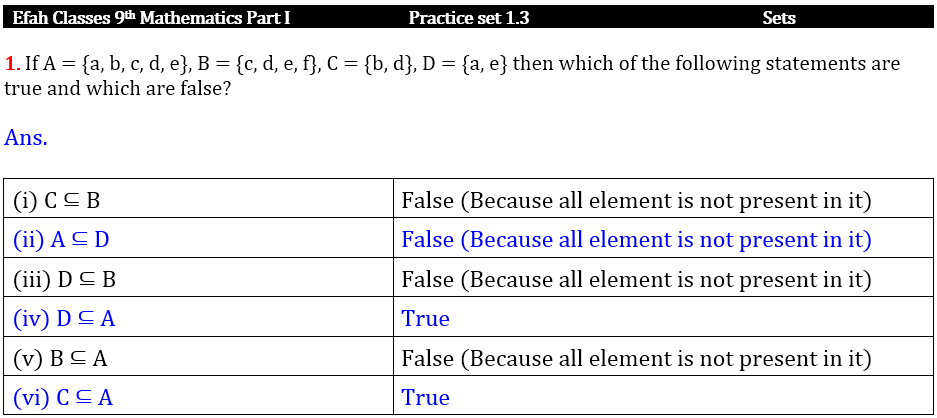 Efah Classes 9th Mathematics Part I Practice set 1.3 Sets
1. If A = {a, b, c, d, e}, B = {c, d, e, f}, C = {b, d}, D = {a, e} then which of the following statements are
true and which are false?
Ans.
(i) C ⊆ B False (Because all element is not present in it)
(ii) A ⊆ D False (Because all element is not present in it)
(iii) D ⊆ B False (Because all element is not present in it)
(iv) D ⊆ A True
(v) B ⊆ A False (Because all element is not present in it)
(vi) C ⊆ A True